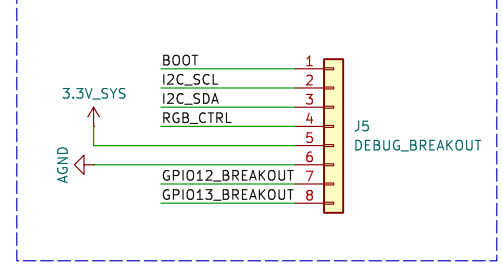 BOOT 1
I2C_SCL 2
3.3V_SYS
I2C_SDA 3
RGB_CTRL 4
J5
5
DEBUG_BREAKOUT
AGND
6
GPIO12_BREAKOUT 7
GPIO13_BREAKOUT 8